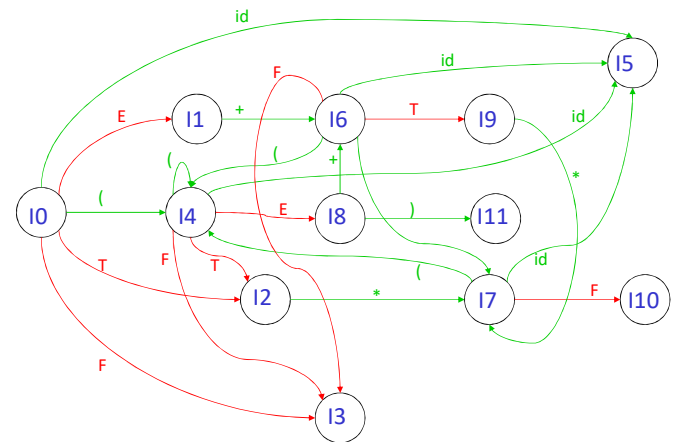 id
I5
F
id
E
I1
+
I6
T
I9
id
(
(
+
*
(
I0
I4
E
I8
)
I11
T
F
T
(
id
I2
*
I7
F
I10
F
I3